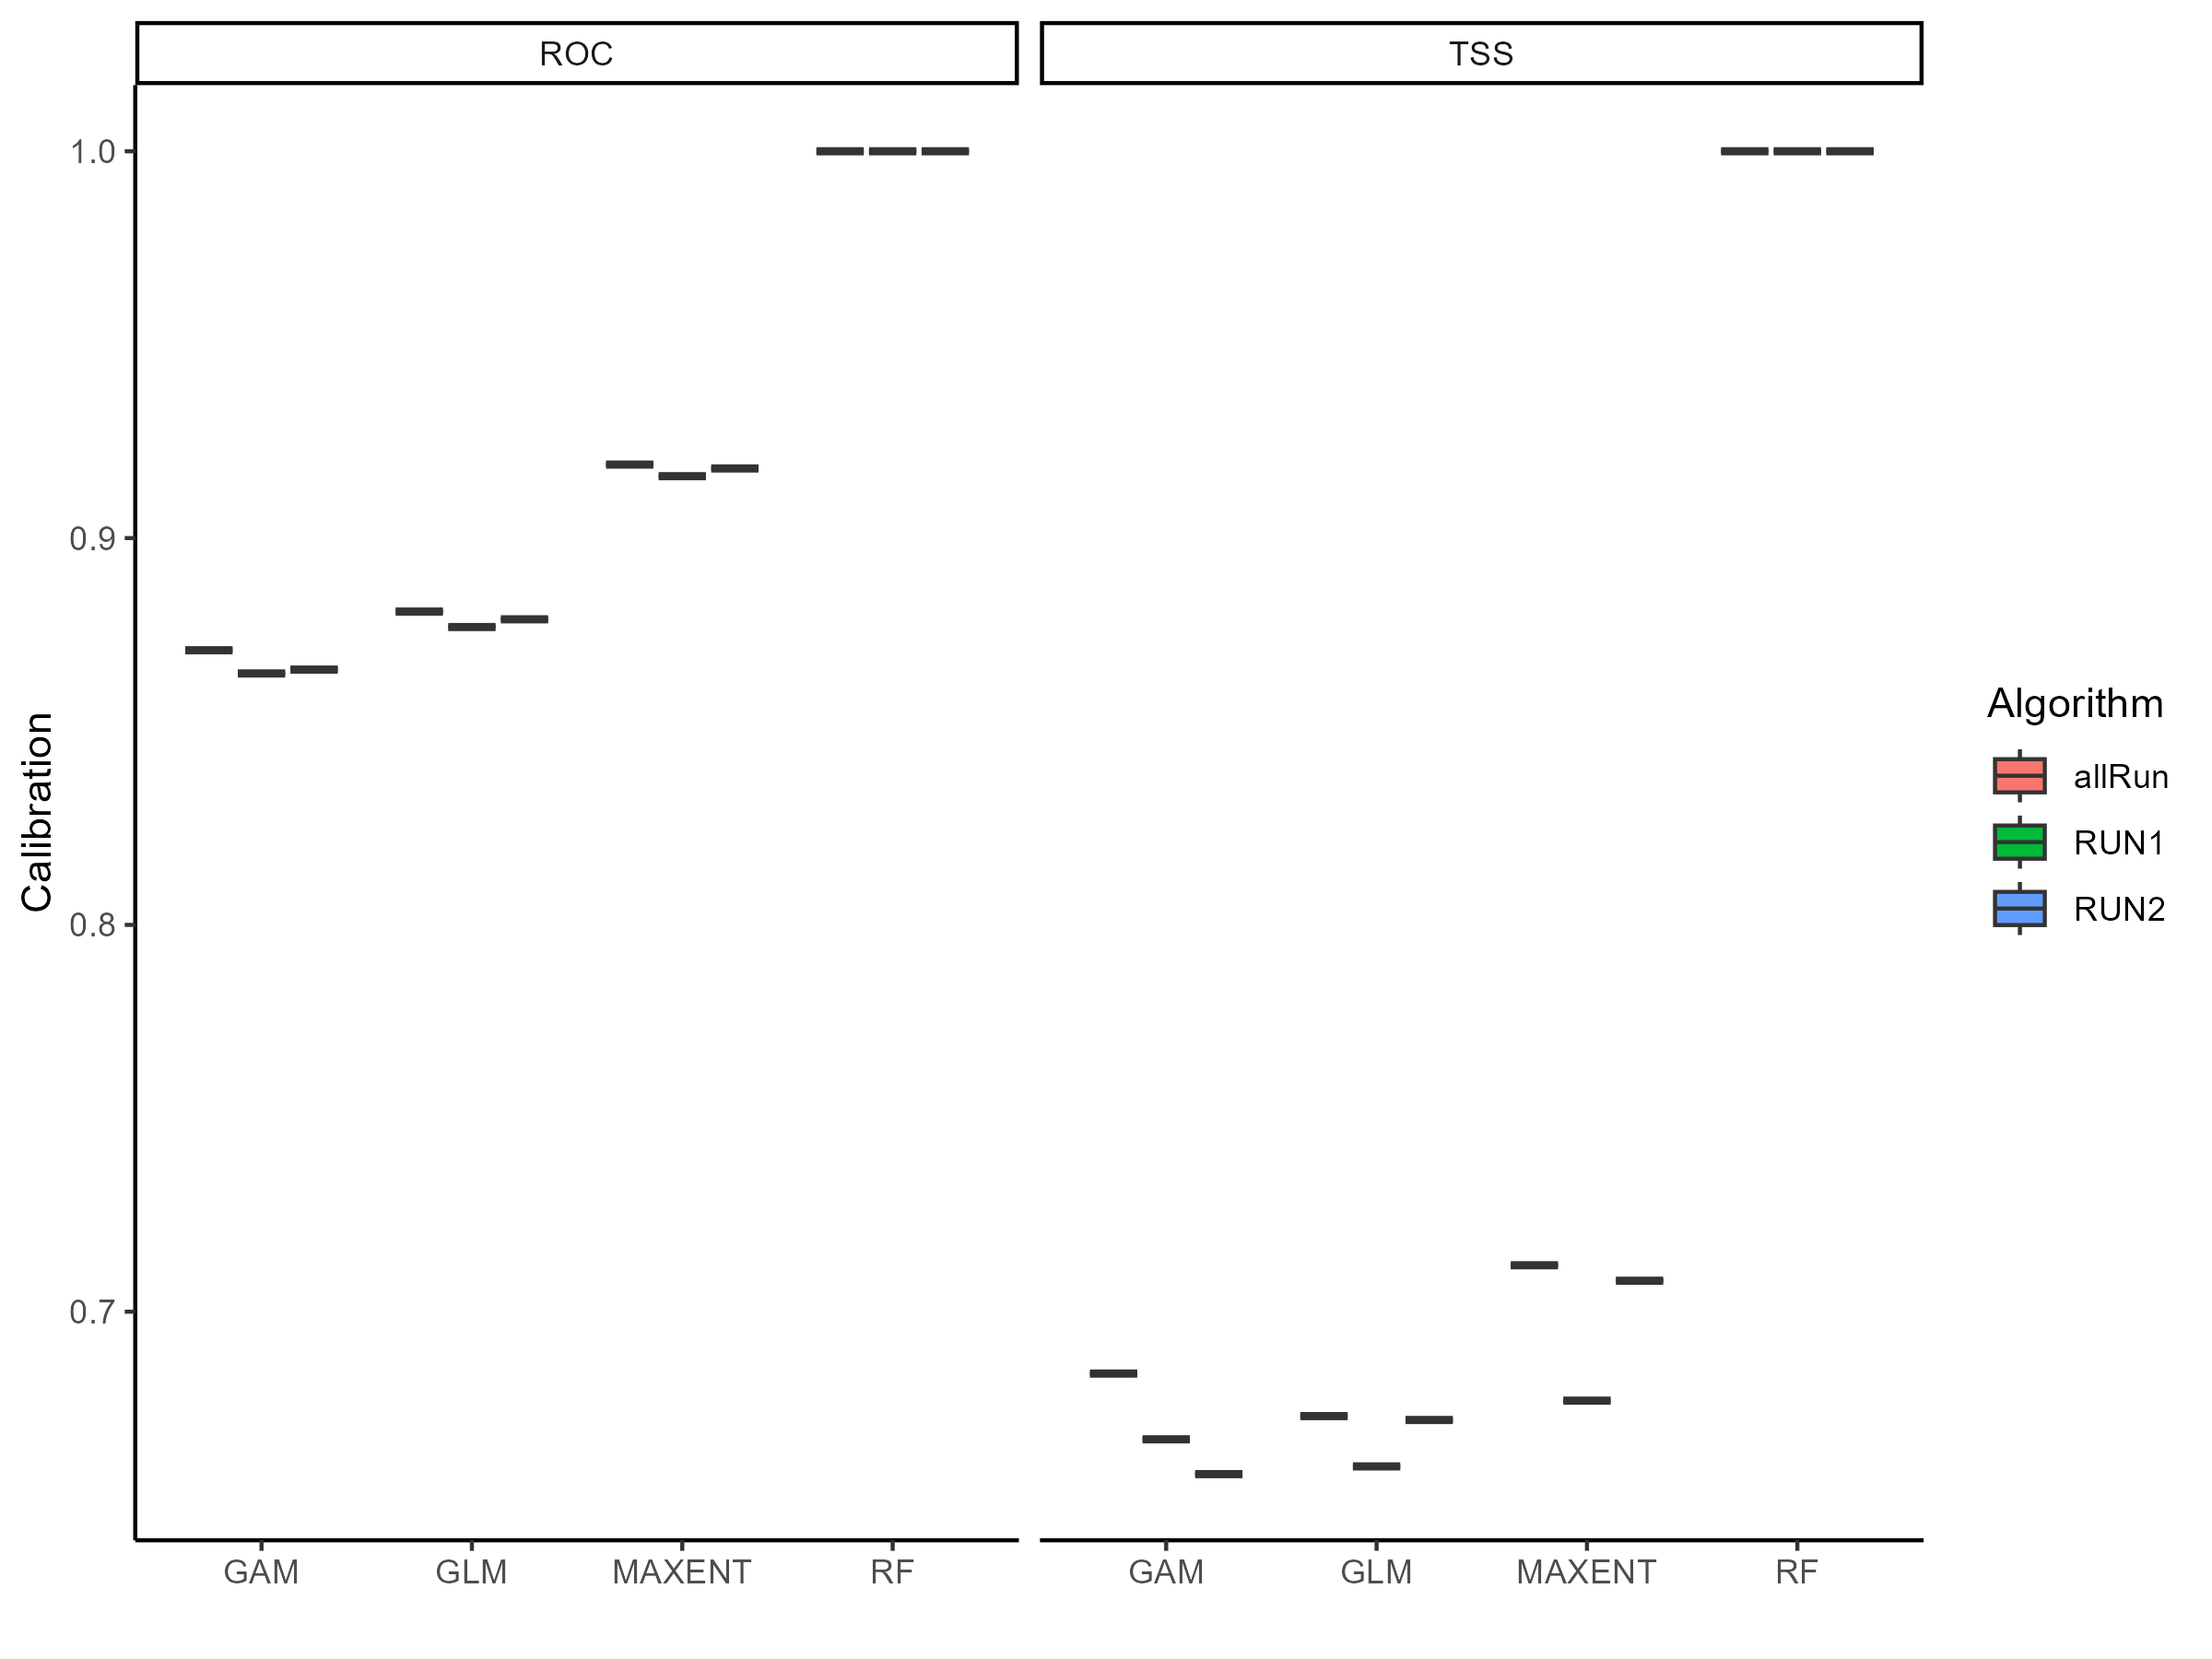 ROC
TSS
1.0
0.9
0.8
0.7
Calibration
GAM
GLM
MAXENT
RF
GAM
GLM
MAXENT
RF
Algorithm
allRun
RUN1
RUN2